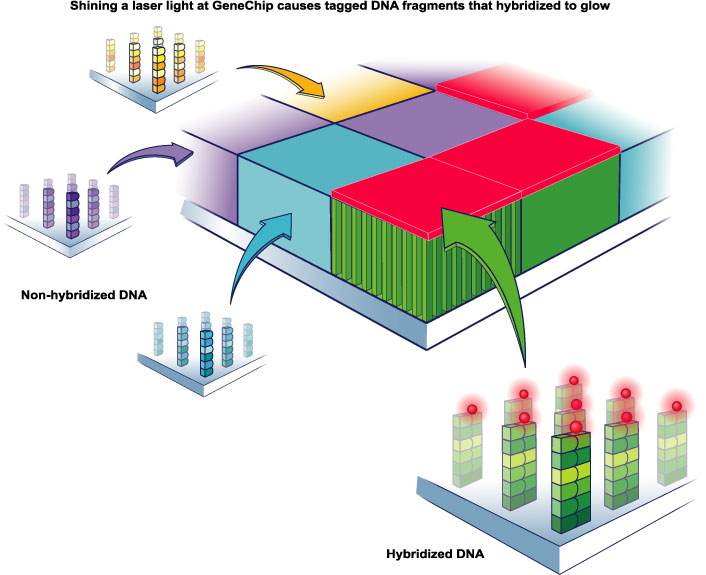 Shining a laser light at GeneChip causes tagged DNA fragments that hybridized to glow
Non-hybridized DNA
Hybridized DNA